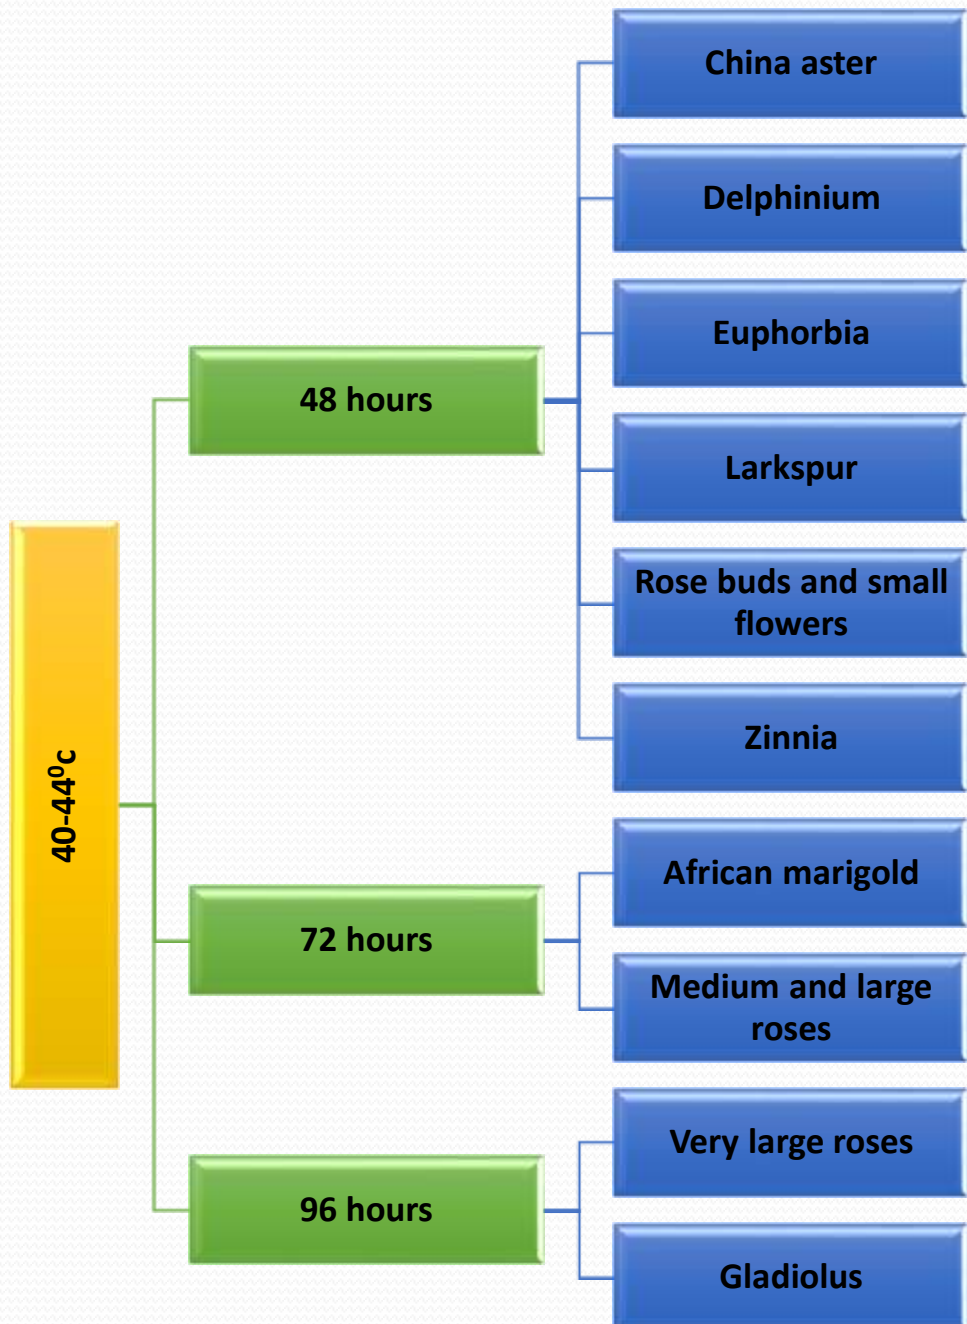 40-44⁰c
48 hours
China aster
Delphinium
Euphorbia
Larkspur
Rose buds and small
flowers
Zinnia
72 hours
African marigold
Medium and large
roses
96 hours
Very large roses
Gladiolus